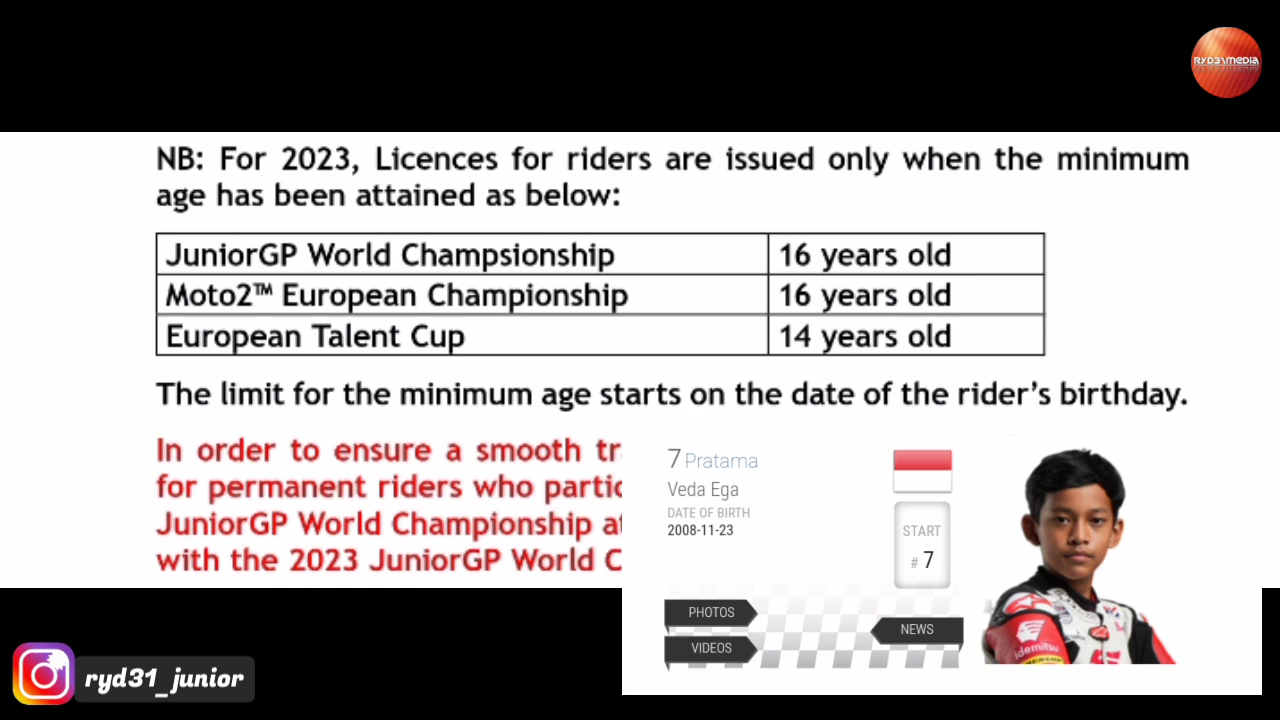 RYD31MEDIA
NB: For 2023, Licences for riders are issued only when the minimum
age has been attained as below:
JuniorGP World Champsionship 16 years old
Moto2™ European Championship 16 years old
European Talent Cup 14 years old
The limit for the minimum age starts on the date of the rider's birthday.
In order to ensure a smooth
for permanent riders who
JuniorGP World Championship
with the 2023 JuniorGP World
7 Pratama
Veda Ega
DATE OF BIRTH
2008-11-23
START
# 7
PHOTOS
NEWS
VIDEOS
idemitsu
ryd31_junior